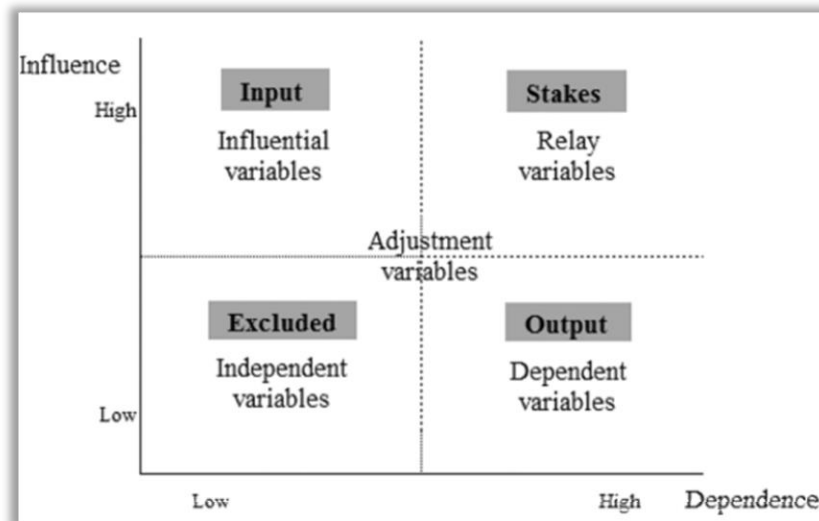 Influence
High
Input
Influential
variables
Stakes
Relay
variables
Adjustment
variables
Excluded
Independent
variables
Output
Dependent
variables
Low
Low
High
Dependence